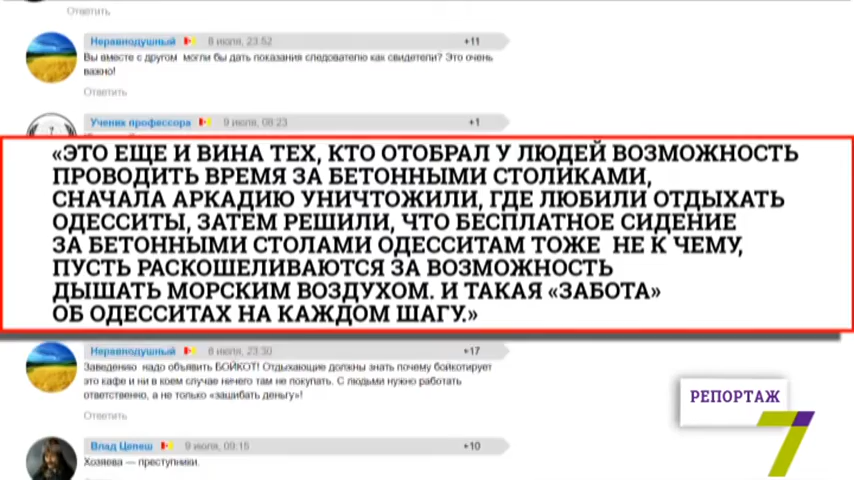 Ответить
Неравнодушный 8 июля, 23:52 +11
Вы вместе с другом могли бы дать показания следователю как свидетели? Это очень
важно!
Ответить
Ученик профессора 9 июля, 08:23 +1
«ЭТО ЕЩЕ И ВИНА ТЕХ, КТО ОТОБРАЛ У ЛЮДЕЙ ВОЗМОЖНОСТЬ
ПРОВОДИТЬ ВРЕМЯ ЗА БЕТОННЫМИ СТОЛИКАМИ,
СНАЧАЛА АРКАДИЮ УНИЧТОЖИЛИ, ГДЕ ЛЮБИЛИ ОТДЫХАТЬ
ОДЕССИТЫ, ЗАТЕМ РЕШИЛИ, ЧТО БЕСПЛАТНОЕ СИДЕНИЕ
ЗА БЕТОННЫМИ СТОЛАМИ ОДЕССИТАМ ТОЖЕ НЕ К ЧЕМУ,
ПУСТЬ РАСКОШЕЛИВАЮТСЯ ЗА ВОЗМОЖНОСТЬ
ДЫШАТЬ МОРСКИМ ВОЗДУХОМ. И ТАКАЯ «ЗАБОТА»
ОБ ОДЕССИТАХ НА КАЖДОМ ШАГУ.»
Неравнодушный 8 июля, 23:30 +17
Заведению надо объявить БОЙКОТ! Отдыхающие должны знать почему бойкотирует
это кафе и ни в коем случае ничего там не покупать. С людьми нужно работать
ответственно, а не только «зашибать деньгу»!
Ответить
РЕПОРТАЖ
7
Влад Цепеш 9 июля, 09:15 +10
Хозяева — преступники.